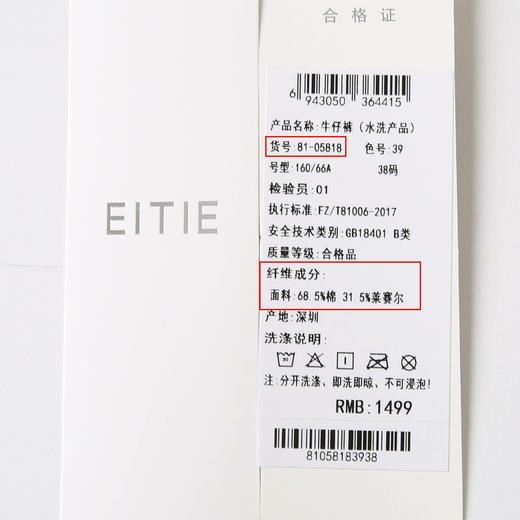 合格证
6 943050 364415
产品名称:牛仔裤(水洗产品)
货号:81-05818 色号:39
号型:160/66A 38码
检验员:01
执行标准:FZ/T81006-2017
安全技术类别:GB18401 B类
质量等级:合格品
纤维成分:
面料:68.5%棉 31.5%莱赛尔
产地:深圳
洗涤说明:
注:分开洗涤、即洗即晾、不可浸泡!
RMB:1499
81058183938
EITIE